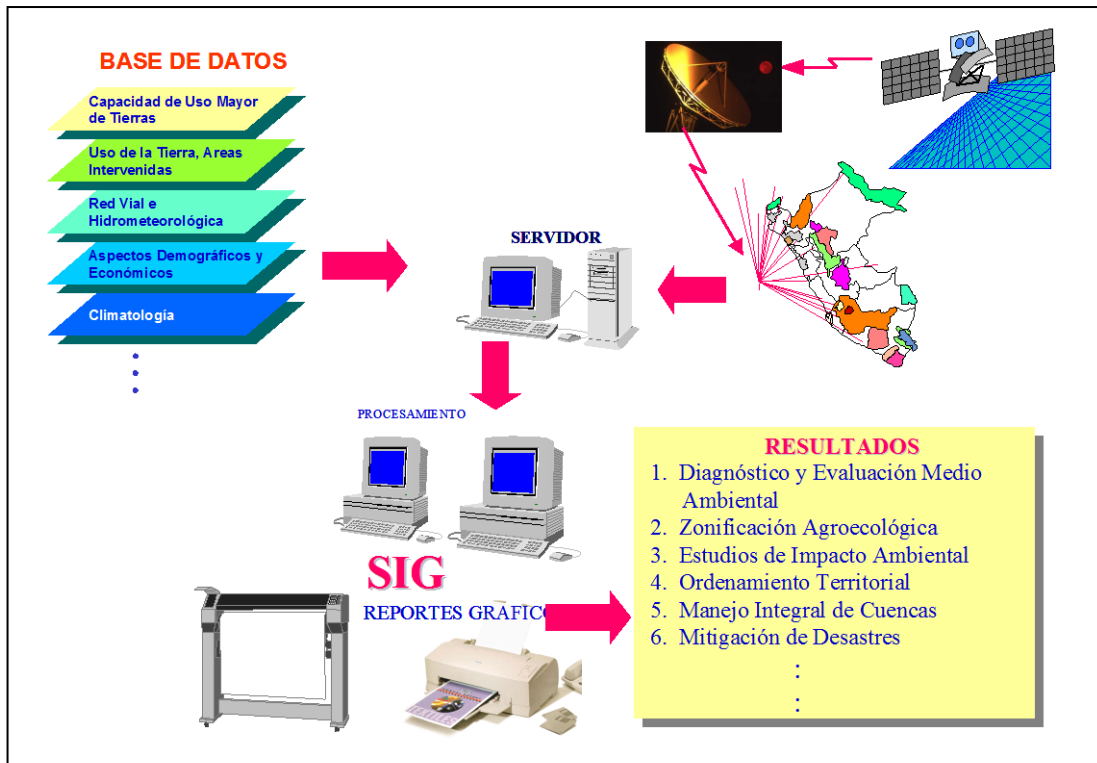 BASE DE DATOS
Capacidad de Uso Mayor
de Tierras
Uso de la Tierra, Areas
Intervenidas
Red Vial e
Hidrometeorológica
Aspectos Demográficos y
Económicos
Climatología
SERVIDOR
PROCESAMIENTO
SIG
REPORTES GRAFICO
RESULTADOS
1. Diagnóstico y Evaluación Medio
Ambiental
2. Zonificación Agroecológica
3. Estudios de Impacto Ambiental
4. Ordenamiento Territorial
5. Manejo Integral de Cuencas
6. Mitigación de Desastres